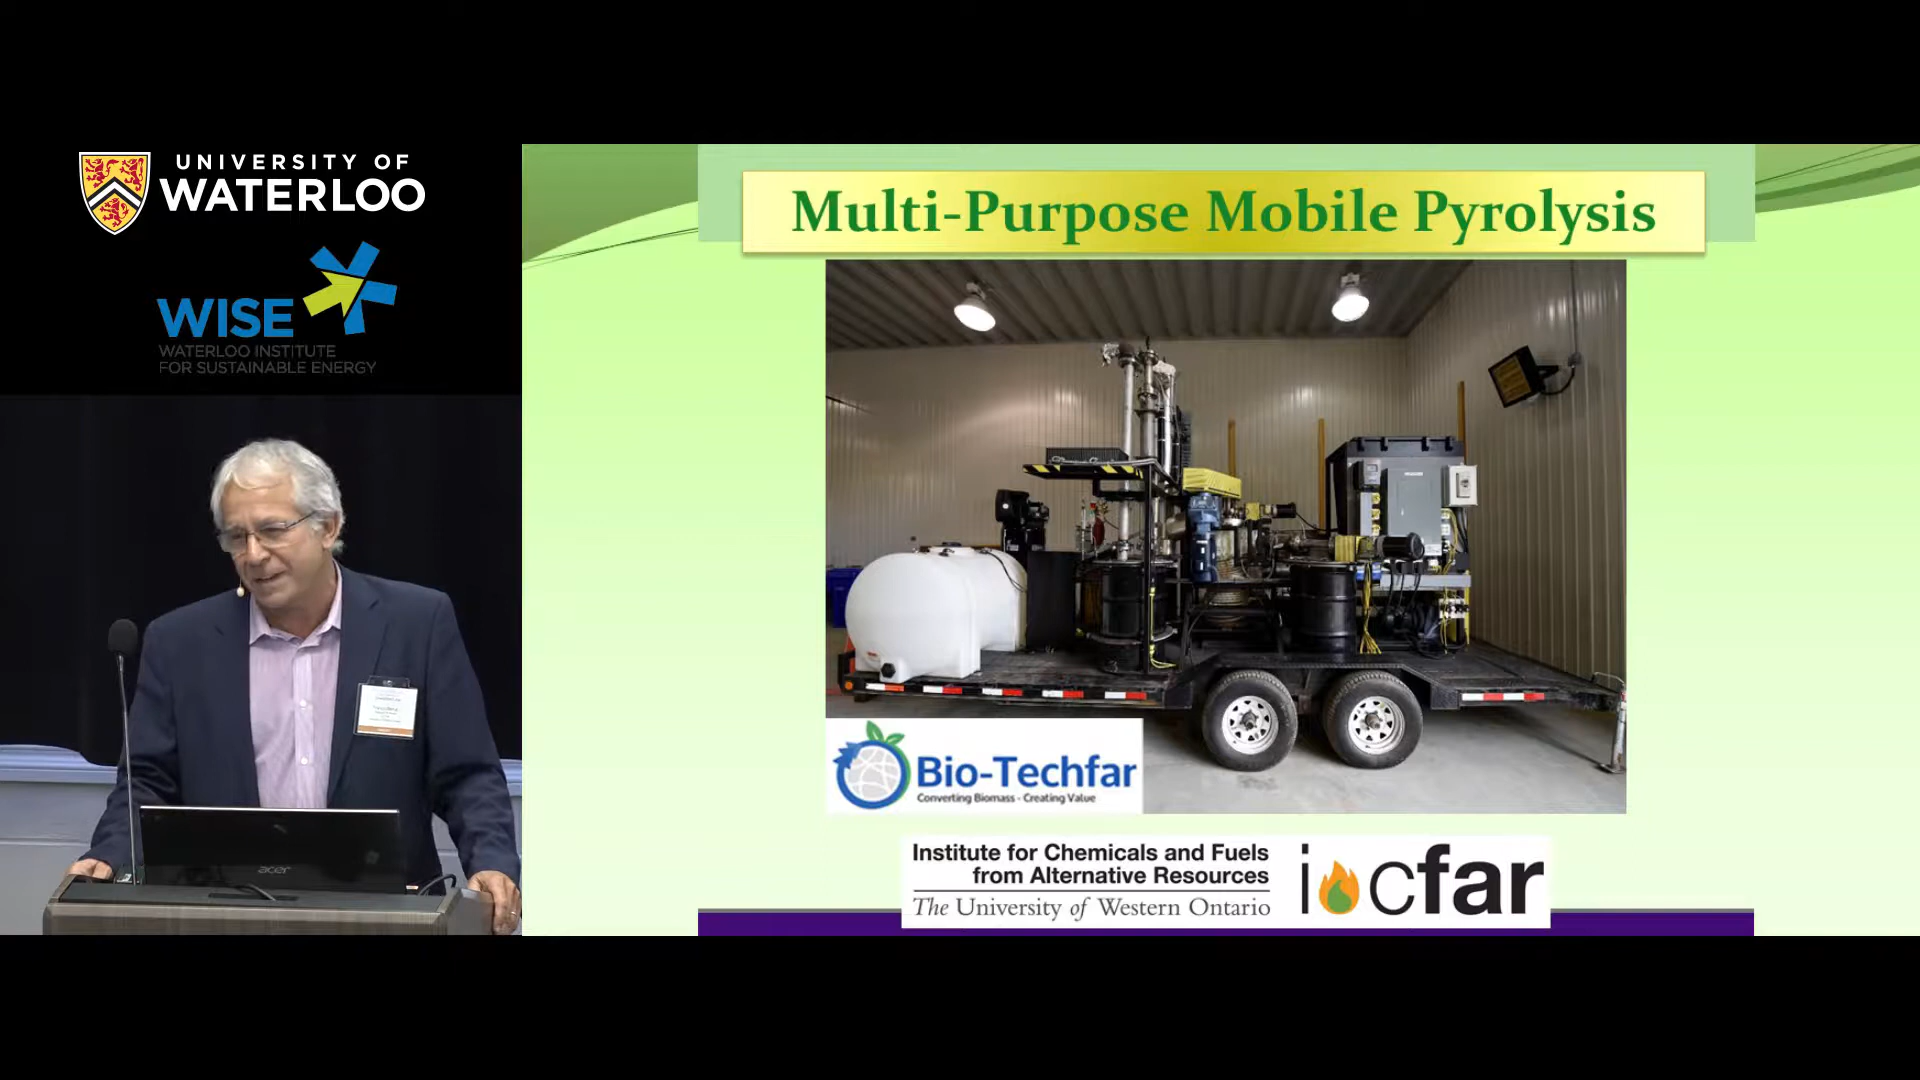 UNIVERSITY OF
WATERLOO
WISE
WATERLOO INSTITUTE
FOR SUSTAINABLE ENERGY
acer
Multi-Purpose Mobile Pyrolysis
Bio-Techfar
Converting Biomass - Creating Value
Institute for Chemicals and Fuels
from Alternative Resources
The University of Western Ontario
icfar